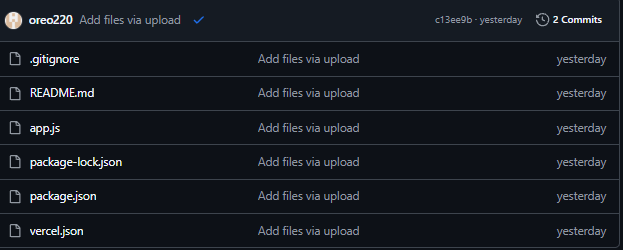 oreo220 Add files via upload c13ee9b · yesterday 2 Commits
.gitignore Add files via upload yesterday
README.md Add files via upload yesterday
app.js Add files via upload yesterday
package-lock.json Add files via upload yesterday
package.json Add files via upload yesterday
vercel.json Add files via upload yesterday